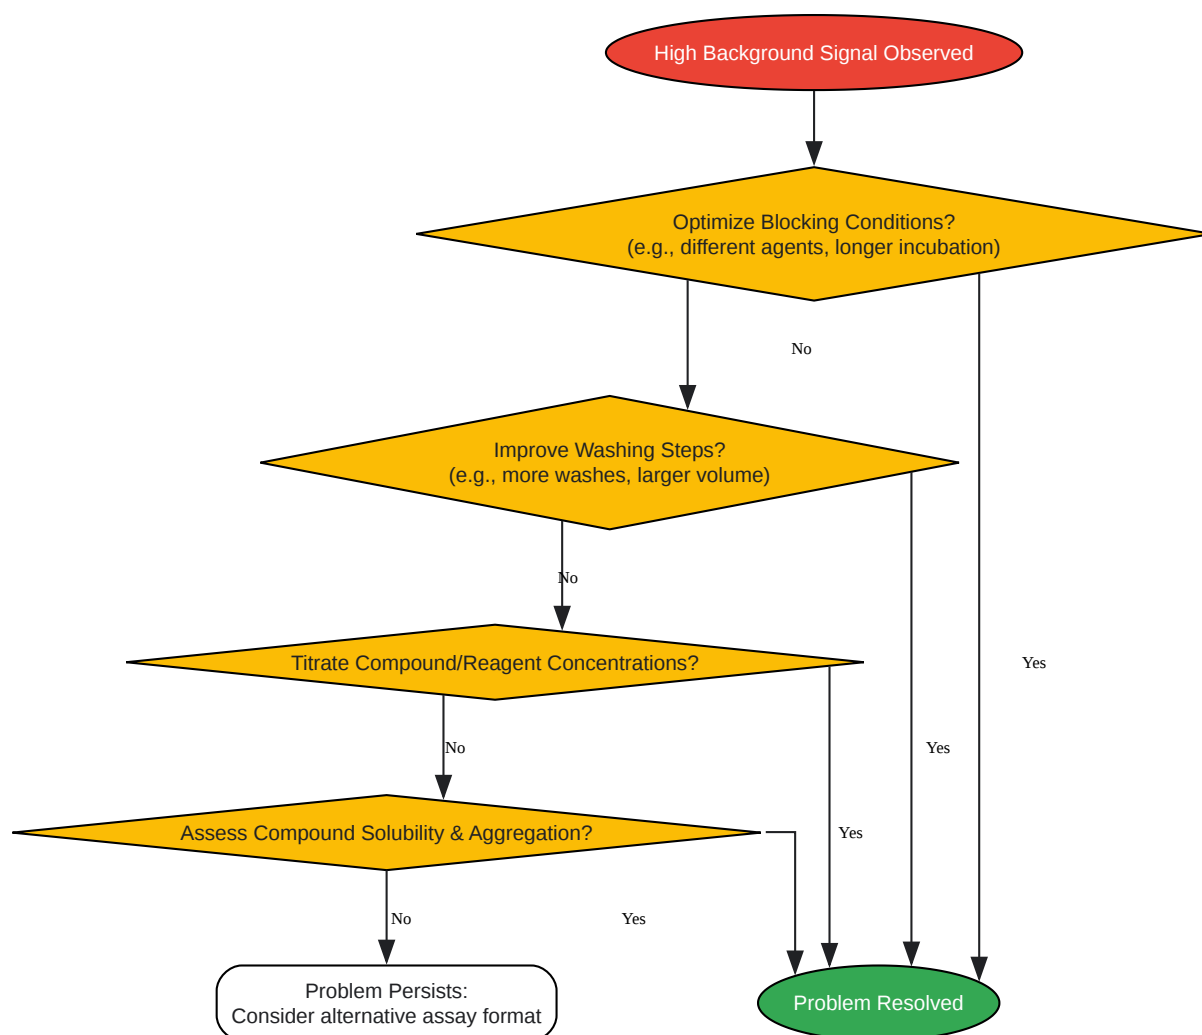 High Background Signal Observed
Optimize Blocking Conditions?
(e.g., different agents, longer incubation)
No
Improve Washing Steps?
(e.g., more washes, larger volume)
No
Titrate Compound/Reagent Concentrations?
Yes
No
Yes
Assess Compound Solubility & Aggregation?
Yes
No
Yes
Problem Persists:
Consider alternative assay format
Problem Resolved